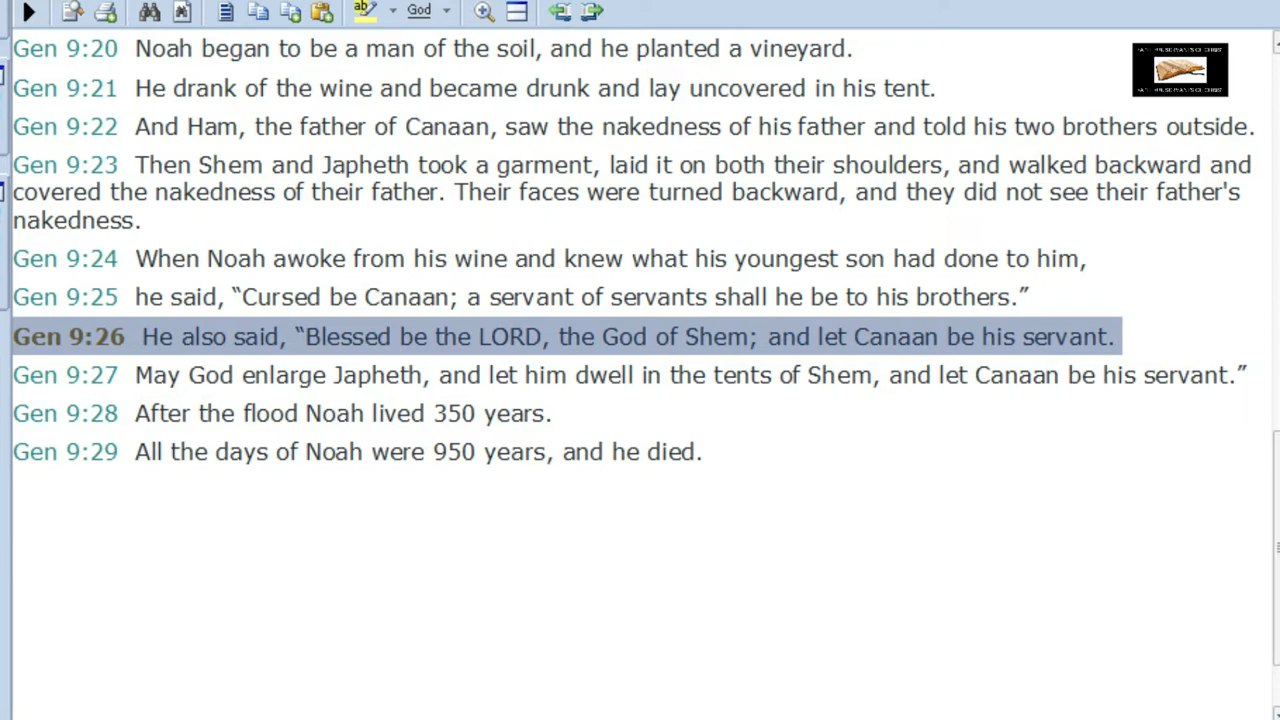 ab God
Gen 9:20 Noah began to be a man of the soil, and he planted a vineyard.
Gen 9:21 He drank of the wine and became drunk and lay uncovered in his tent.
Gen 9:22 And Ham, the father of Canaan, saw the nakedness of his father and told his two brothers outside.
Gen 9:23 Then Shem and Japheth took a garment, laid it on both their shoulders, and walked backward and
covered the nakedness of their father. Their faces were turned backward, and they did not see their father's
nakedness.
Gen 9:24 When Noah awoke from his wine and knew what his youngest son had done to him,
Gen 9:25 he said, “Cursed be Canaan; a servant of servants shall he be to his brothers.”
Gen 9:26 He also said, “Blessed be the LORD, the God of Shem; and let Canaan be his servant.
Gen 9:27 May God enlarge Japheth, and let him dwell in the tents of Shem, and let Canaan be his servant.”
Gen 9:28 After the flood Noah lived 350 years.
Gen 9:29 All the days of Noah were 950 years, and he died.